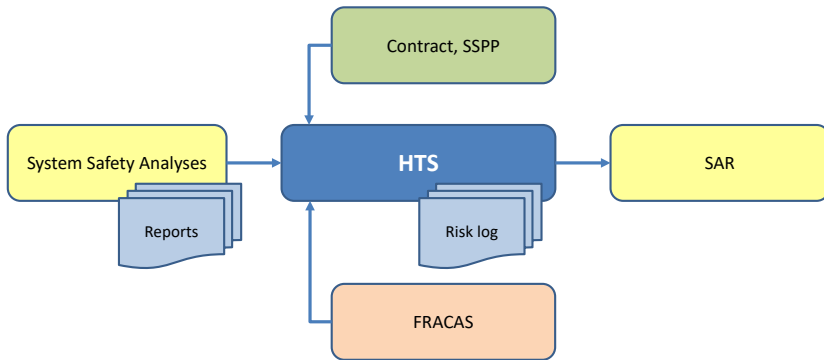 Contract, SSPP
System Safety Analyses
HTS
SAR
Reports
Risk log
FRACAS